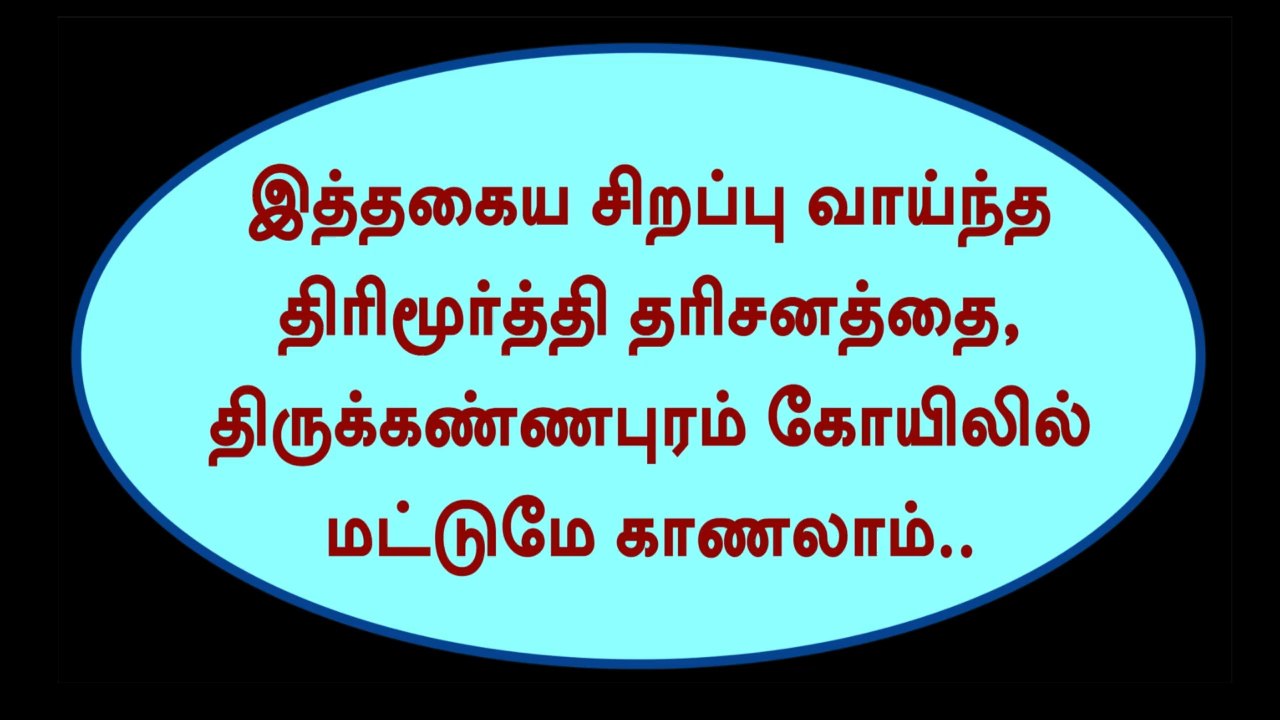 இத்தகைய சிறப்பு வாய்ந்த
திரிமூர்த்தி தரிசனத்தை,
திருக்கண்ணபுரம் கோயிலில்
மட்டுமே காணலாம்..